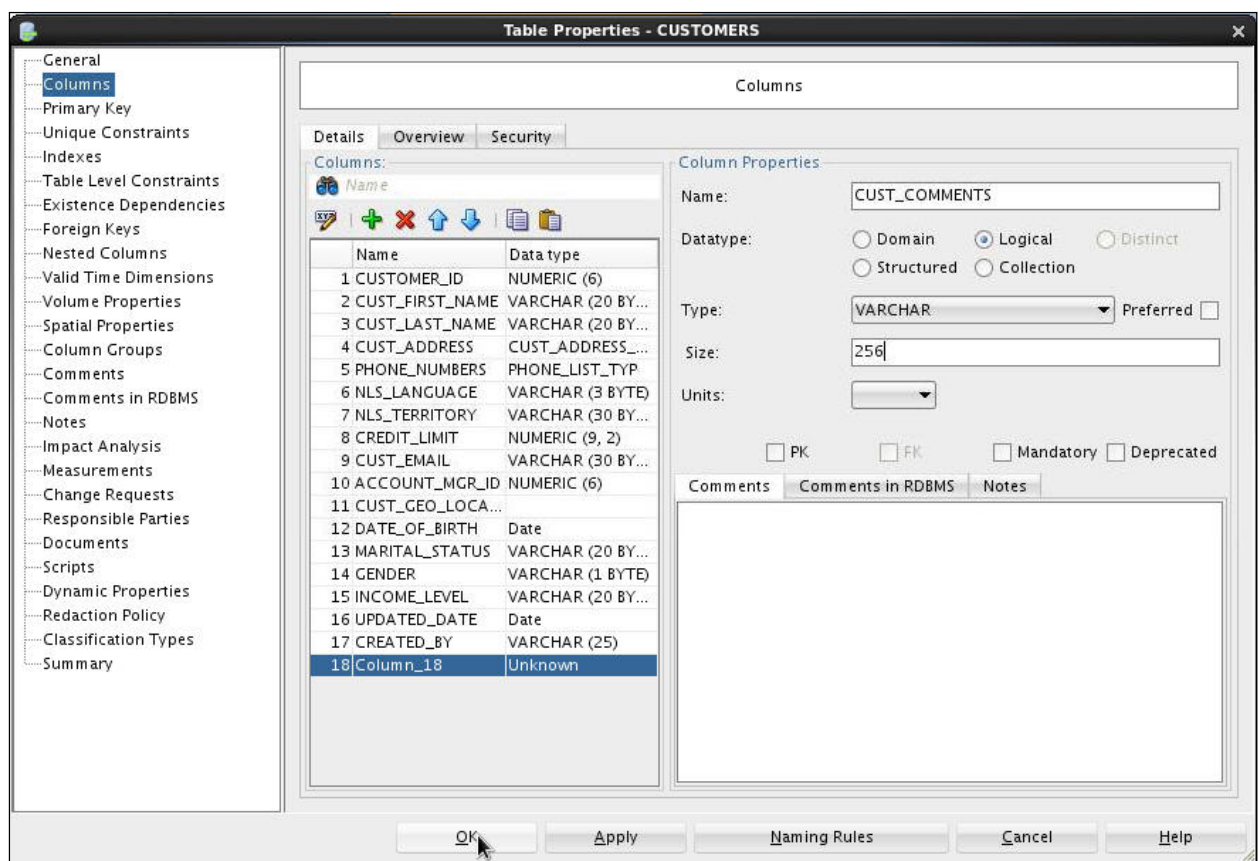 Table Properties - CUSTOMERS
General
Columns
Primary Key
Unique Constraints
Indexes
Table Level Constraints
Existence Dependencies
Foreign Keys
Nested Columns
Valid Time Dimensions
Volume Properties
Spatial Properties
Column Groups
Comments
Comments in RDBMS
Notes
Impact Analysis
Measurements
Change Requests
Responsible Parties
Documents
Scripts
Dynamic Properties
Redaction Policy
Classification Types
Summary
Columns
Details Overview Security
Columns:
Name
Name Data type
1 CUSTOMER_ID NUMERIC (6)
2 CUST_FIRST_NAME VARCHAR (20 BY...
3 CUST_LAST_NAME VARCHAR (20 BY...
4 CUST_ADDRESS CUST_ADDRESS_...
5 PHONE_NUMBERS PHONE_LIST_TYP
6 NLS_LANGUAGE VARCHAR (3 BYTE)
7 NLS_TERRITORY VARCHAR (30 BY...
8 CREDIT_LIMIT NUMERIC (9, 2)
9 CUST_EMAIL VARCHAR (30 BY...
10 ACCOUNT_MGR_ID NUMERIC (6)
11 CUST_GEO_LOCA...
12 DATE_OF_BIRTH Date
13 MARITAL_STATUS VARCHAR (20 BY...
14 GENDER VARCHAR (1 BYTE)
15 INCOME_LEVEL VARCHAR (20 BY...
16 UPDATED_DATE Date
17 CREATED_BY VARCHAR (25)
18 Column_18 Unknown
Column Properties
Name: CUST_COMMENTS
Datatype: Domain Logical Distinct
Structured Collection
Type: VARCHAR Preferred
Size: 256
Units:
PK FK Mandatory Deprecated
Comments Comments in RDBMS Notes
OK Apply Naming Rules Cancel Help